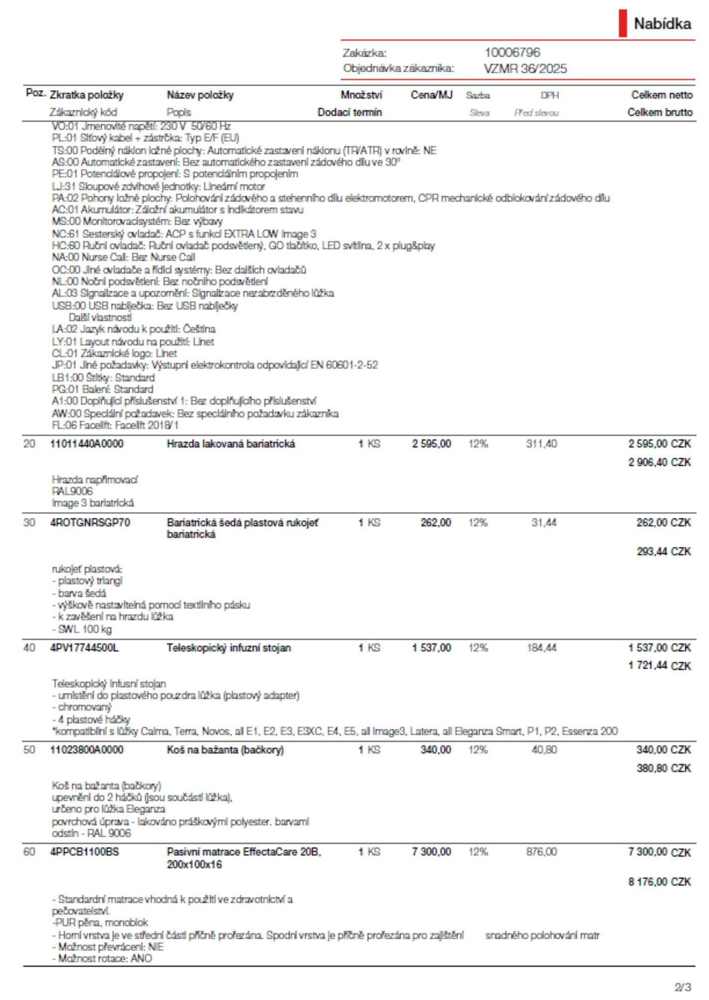 Nabídka
Zakázka: 10006796
Objednávka zákazníka: VZMR 36/2025
Poz. Zkratka položky Název položky Množství Cena/MJ Sazba DPH Celkem netto
Zákaznický kód Popis Dodací termín Sleva Před slevou Celkem brutto
VO:01 Jmenovité napětí: 230 V 50/60 Hz
PL:01 Síťový kabel + zástrčka: Typ E/F (EU)
TS:00 Podélný náklon ložné plochy: Automatické zastavení náklonu (TR/ATR) v rovině: NE
AS:00 Automatické zastavení: Bez automatického zastavení zádového dílu ve 30°
PE:01 Potenciálové propojení: S potenciálním propojením
LJ:31 Sloupové zdvihové jednotky: Lineární motor
PA:02 Pohony ložné plochy: Polohování zádového a stehenního dílu elektromotorem, CPR mechanické odblokování zádového dílu
AC:01 Akumulátor: Záložní akumulátor s indikátorem stavu
MS:00 Monitorovacísystém: Bez výbavy
NC:61 Sesterský ovladač: ACP s funkcí EXTRA LOW Image 3
HC:60 Ruční ovladač: Ruční ovladač podsvětlený, GO tlačítko, LED svítilna, 2 x plug&play
NA:00 Nurse Call: Bez Nurse Call
OC:00 Jiné ovladače a řídící systémy: Bez dalších ovladačů
NL:00 Noční podsvětlení: Bez nočního podsvětlení
AL:03 Signalizace a upozornění: Signalizace nezabrzděného lůžka
USB:00 USB nabíječka: Bez USB nabíječky
Další vlastnosti
LA:02 Jazyk návodu k použití: Čeština
LY:01 Layout návodu na použití: Linet
CL:01 Zákaznické logo: Linet
JP:01 Jiné požadavky: Výstupní elektrokontrola odpovídající EN 60601-2-52
LB1:00 Štítky: Standard
PG:01 Balení: Standard
A1:00 Doplňující příslušenství 1: Bez doplňujícího příslušenství
AW:00 Speciální požadavek: Bez speciálního požadavku zákazníka
FL:06 Facelift: Facelift 2018/1
20 11011440A0000 Hrazda lakovaná bariatrická 1 KS 2 595,00 12% 311,40 2 595,00 CZK
2 906,40 CZK
Hrazda napřimovací
RAL9006
Image 3 bariatrická
30 4ROTGNRSGP70 Bariatrická šedá plastová rukojeť 1 KS 262,00 12% 31,44 262,00 CZK
bariatrická
293,44 CZK
rukojeť plastová:
- plastový triangl
- barva šedá
- výškově nastavitelná pomocí textilního pásku
- k zavěšení na hrazdu lůžka
- SWL 100 kg
40 4PV17744500L Teleskopický infuzní stojan 1 KS 1 537,00 12% 184,44 1 537,00 CZK
1 721,44 CZK
Teleskopický infusní stojan
- umístění do plastového pouzdra lůžka (plastový adapter)
- chromovaný
- 4 plastové háčky
*kompatibilní s lůžky Calma, Terra, Novos, all E1, E2, E3, E3XC, E4, E5, all Image3, Latera, all Eleganza Smart, P1, P2, Essenza 200
50 11023800A0000 Koš na bažanta (bačkory) 1 KS 340,00 12% 40,80 340,00 CZK
380,80 CZK
Koš na bažanta (bačkory)
upevnění do 2 háčků (jsou součástí lůžka),
určeno pro lůžka Eleganza
povrchová úprava - lakováno práškovými polyester. barvami
odstín - RAL 9006
60 4PPCB1100BS Pasivní matrace EffectaCare 20B, 1 KS 7 300,00 12% 876,00 7 300,00 CZK
200x100x16
8 176,00 CZK
- Standardní matrace vhodná k použití ve zdravotnictví a
pečovatelství.
-PUR pěna, monoblok
- Horní vrstva je ve střední části příčně prořezána. Spodní vrstva je příčně prořezána pro zajištění snadného polohování matr
- Možnost převrácení: NIE
- Možnost rotace: ANO
2/3